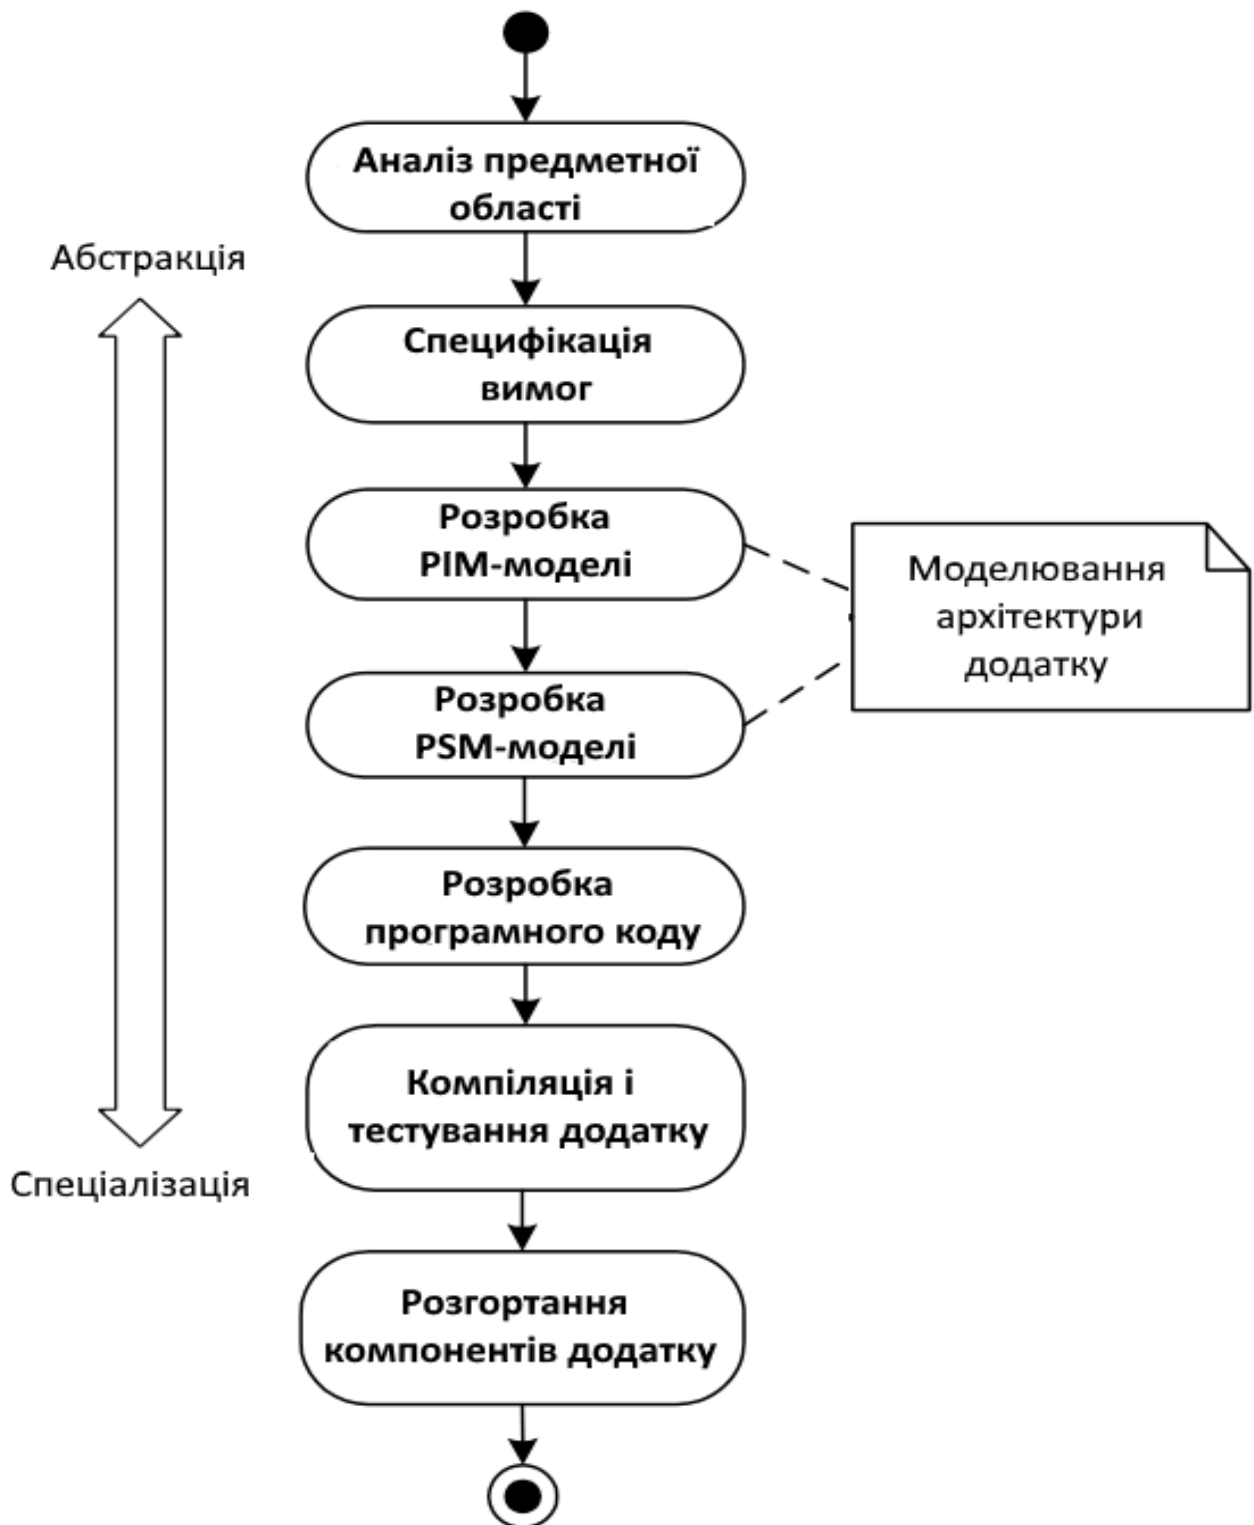 Аналіз предметної
області
Абстракція
Специфікація
вимог
Розробка
PIM-моделі
Моделювання
архітектури
додатку
Розробка
PSM-моделі
Розробка
програмного коду
Компіляція і
тестування додатку
Спеціалізація
Розгортання
компонентів додатку